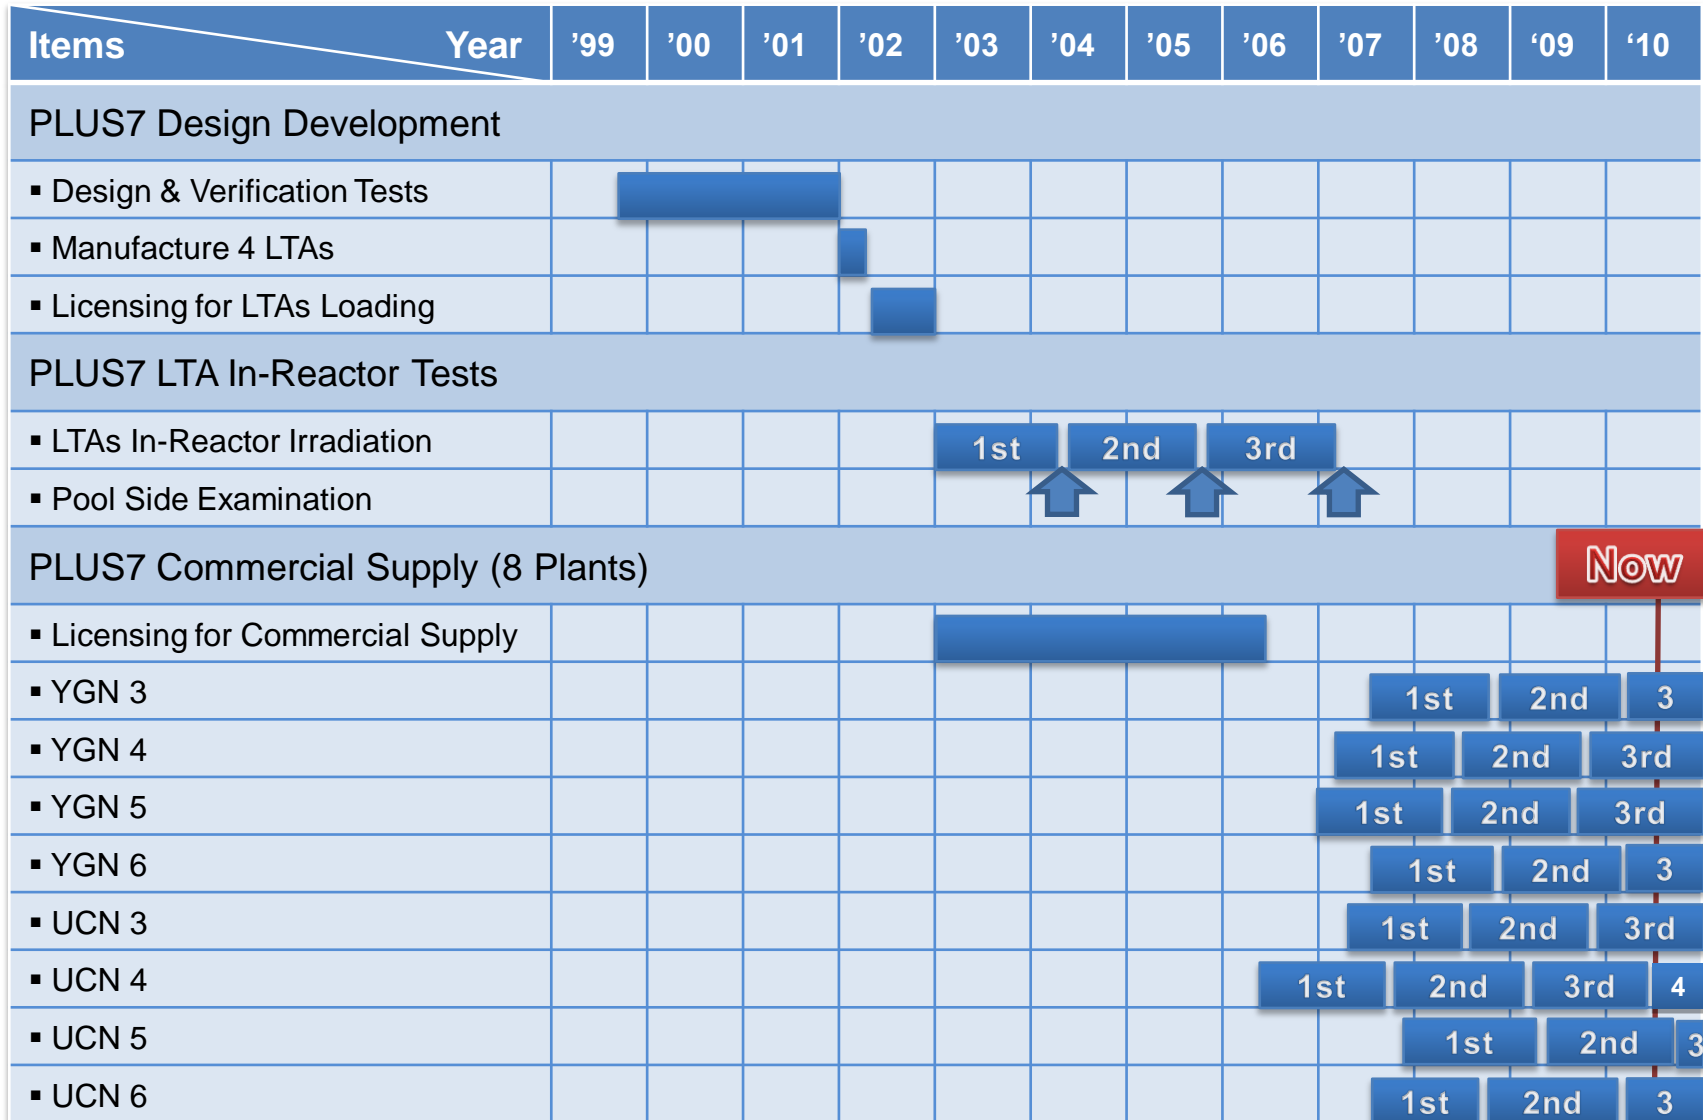 Items Year ’99 ’00 ’01 ’02 ’03 ’04 ’05 ’06 ’07 ’08 ‘09 ‘10
PLUS7 Design Development
▪ Design & Verification Tests
▪ Manufacture 4 LTAs
▪ Licensing for LTAs Loading
PLUS7 LTA In-Reactor Tests
▪ LTAs In-Reactor Irradiation 1st 2nd 3rd
▪ Pool Side Examination
PLUS7 Commercial Supply (8 Plants) Now
▪ Licensing for Commercial Supply
▪ YGN 3 1st 2nd 3
▪ YGN 4 1st 2nd 3rd
▪ YGN 5 1st 2nd 3rd
▪ YGN 6 1st 2nd 3
▪ UCN 3 1st 2nd 3rd
▪ UCN 4 1st 2nd 3rd 4
▪ UCN 5 1st 2nd 3
▪ UCN 6 1st 2nd 3